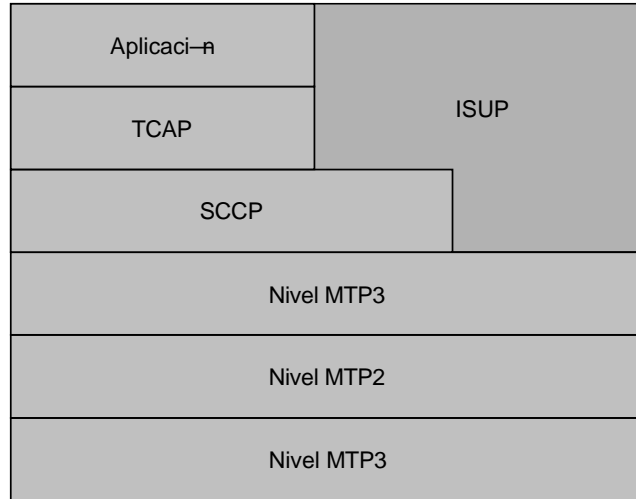 Aplicaci—n
TCAP
ISUP
SCCP
Nivel MTP3
Nivel MTP2
Nivel MTP3